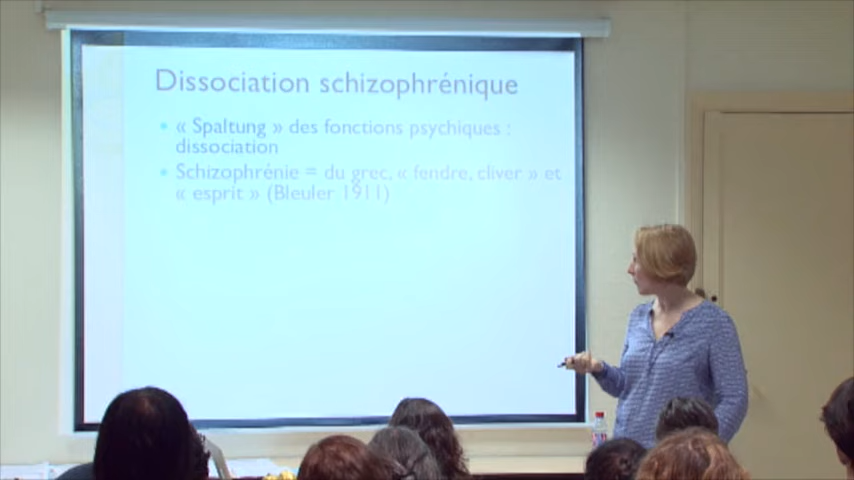 Dissociation schizophrénique
• « Spaltung » des fonctions psychiques :
dissociation
• Schizophrénie = du grec, « fendre, cliver » et
« esprit » (Bleuler 1911)